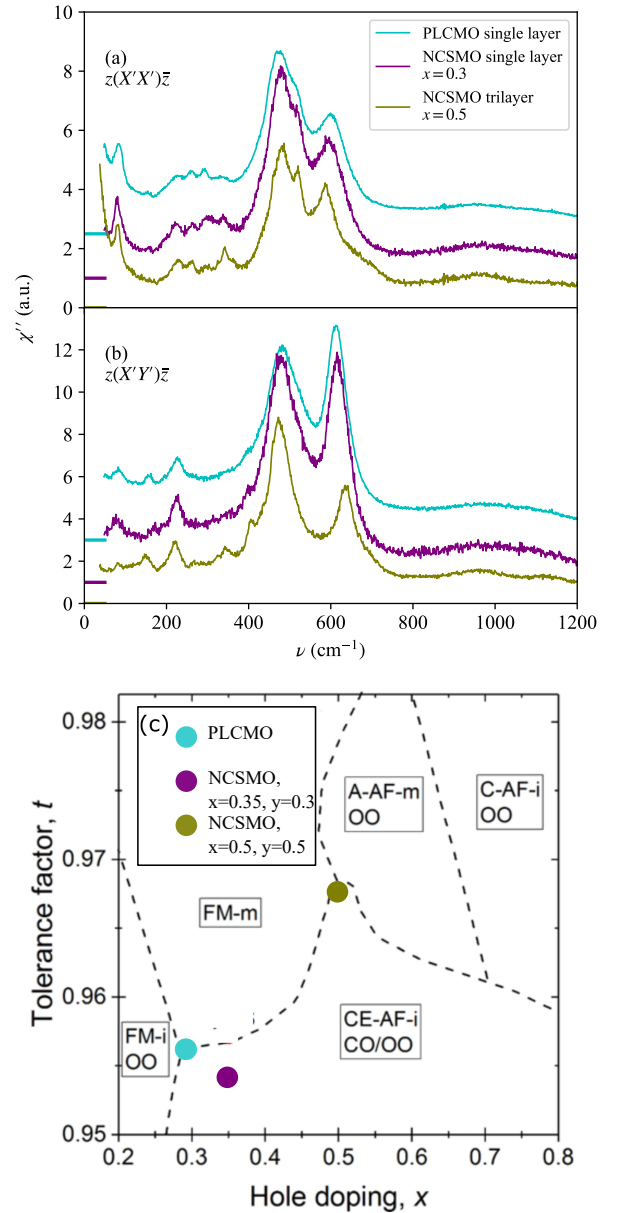 (a)
z(X′X′)z̅
PLCMO single layer
NCSMO single layer
x = 0.3
NCSMO trilayer
x = 0.5
10
8
6
4
2
0
χ′′ (a.u.)
(b)
z(X′Y′)z̅
12
10
8
6
4
2
0
0 200 400 600 800 1000 1200
ν (cm⁻¹)
(c)
PLCMO
NCSMO,
x=0.35, y=0.3
NCSMO,
x=0.5, y=0.5
A-AF-m
OO
C-AF-i
OO
FM-m
FM-i
OO
CE-AF-i
CO/OO
0.98
0.97
0.96
0.95
Tolerance factor, t
0.2 0.3 0.4 0.5 0.6 0.7 0.8
Hole doping, x